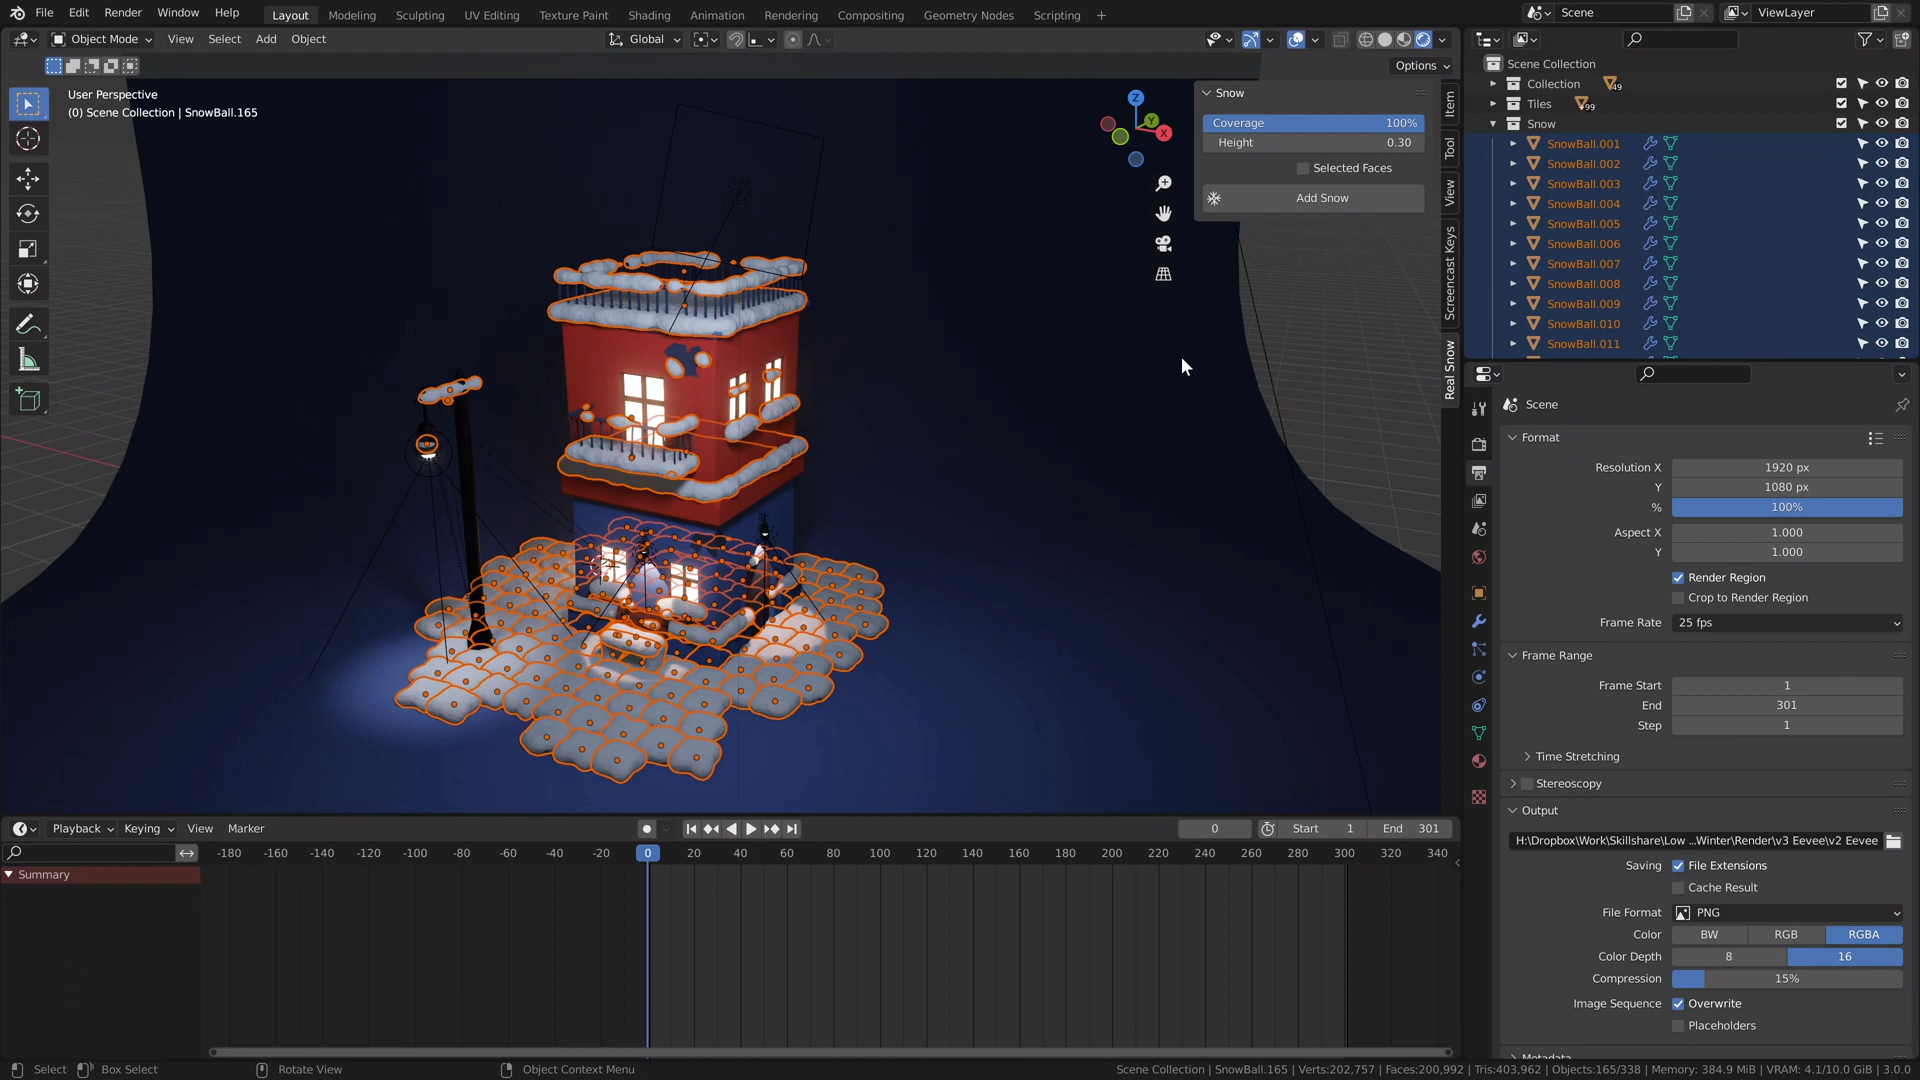 File Edit Render Window Help Layout Modeling Sculpting UV Editing Texture Paint Shading Animation Rendering Compositing Geometry Nodes Scripting + Scene ViewLayer
Object Mode View Select Add Object Global
Options
User Perspective
(0) Scene Collection | SnowBall.165
Snow
Coverage 100%
Height 0.30
Selected Faces
Add Snow
Z
Y
X
Item
Tool
View
Screencast Keys
Real Snow
Scene Collection
Collection 49
Tiles 99
Snow
SnowBall.001
SnowBall.002
SnowBall.003
SnowBall.004
SnowBall.005
SnowBall.006
SnowBall.007
SnowBall.008
SnowBall.009
SnowBall.010
SnowBall.011
Scene
Format
Resolution X 1920 px
Y 1080 px
% 100%
Aspect X 1.000
Y 1.000
Render Region
Crop to Render Region
Frame Rate 25 fps
Frame Range
Frame Start 1
End 301
Step 1
Time Stretching
Stereoscopy
Output
H:\Dropbox\Work\Skillshare\Low ...Winter\Render\v3 Eevee\v2 Eevee
Saving File Extensions
Cache Result
File Format PNG
Color BW RGB RGBA
Color Depth 8 16
Compression 15%
Image Sequence Overwrite
Placeholders
Metadata
Playback Keying View Marker 0 Start 1 End 301
-180 -160 -140 -120 -100 -80 -60 -40 -20 0 20 40 60 80 100 120 140 160 180 200 220 240 260 280 300 320 340
Summary
Select Box Select Rotate View Object Context Menu Scene Collection | SnowBall.165 | Verts:202,757 | Faces:200,992 | Tris:403,962 | Objects:165/338 | Memory: 384.9 MiB | VRAM: 4.1/10.0 GiB | 3.0.0